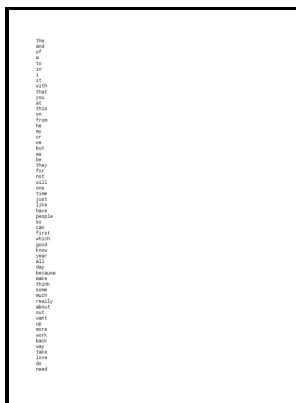 the
and
of
a
to
in
i
it
with
that
you
at
this
on
from
he
my
or
we
but
as
be
they
for
not
will
one
time
just
like
have
people
so
can
first
which
good
know
year
all
day
because
make
think
some
much
really
about
out
want
up
more
work
back
way
take
love
do
need